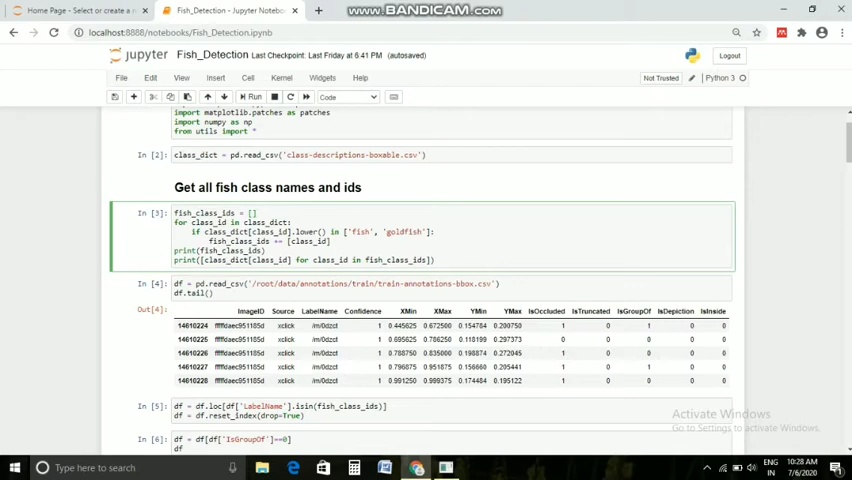 www.BANDICAM.com
Home Page - Select or create a n
Fish_Detection - Jupyter Notebo
localhost:8888/notebooks/Fish_Detection.ipynb
jupyter Fish_Detection Last Checkpoint: Last Friday at 6:41 PM (autosaved)
Logout
File Edit View Insert Cell Kernel Widgets Help
Not Trusted Python 3
Run Code
import matplotlib.patches as patches
import numpy as np
from utils import *
In [2]: class_dict = pd.read_csv('class-descriptions-boxable.csv')
Get all fish class names and ids
In [3]: fish_class_ids = []
for class_id in class_dict:
if class_dict[class_id].lower() in ['fish', 'goldfish']:
fish_class_ids += [class_id]
print(fish_class_ids)
print([class_dict[class_id] for class_id in fish_class_ids])
In [4]: df = pd.read_csv('/root/data/annotations/train/train-annotations-bbox.csv')
df.tail()
Out[4]: ImageID Source LabelName Confidence XMin XMax YMin YMax IsOccluded IsTruncated IsGroupOf IsDepiction IsInside
14610224 fffffdaec951185d xclick /m/0dzct 1 0.445625 0.672500 0.154784 0.200750 1 0 1 0 0
14610225 fffffdaec951185d xclick /m/0dzct 1 0.695625 0.786250 0.118199 0.297373 0 0 0 0 0
14610226 fffffdaec951185d xclick /m/0dzct 1 0.788750 0.835000 0.198874 0.272045 1 0 0 0 0
14610227 fffffdaec951185d xclick /m/0dzct 1 0.796875 0.951875 0.156660 0.205441 0 0 1 0 0
14610228 fffffdaec951185d xclick /m/0dzct 1 0.991250 0.999375 0.174484 0.195122 1 0 0 0 0
In [5]: df = df.loc[df['LabelName'].isin(fish_class_ids)]
df = df.reset_index(drop=True)
In [6]: df = df[df['IsGroupOf']==0]
df
Activate Windows
Go to Settings to activate Windows.
Type here to search
ENG
IN
10:28 AM
7/6/2020